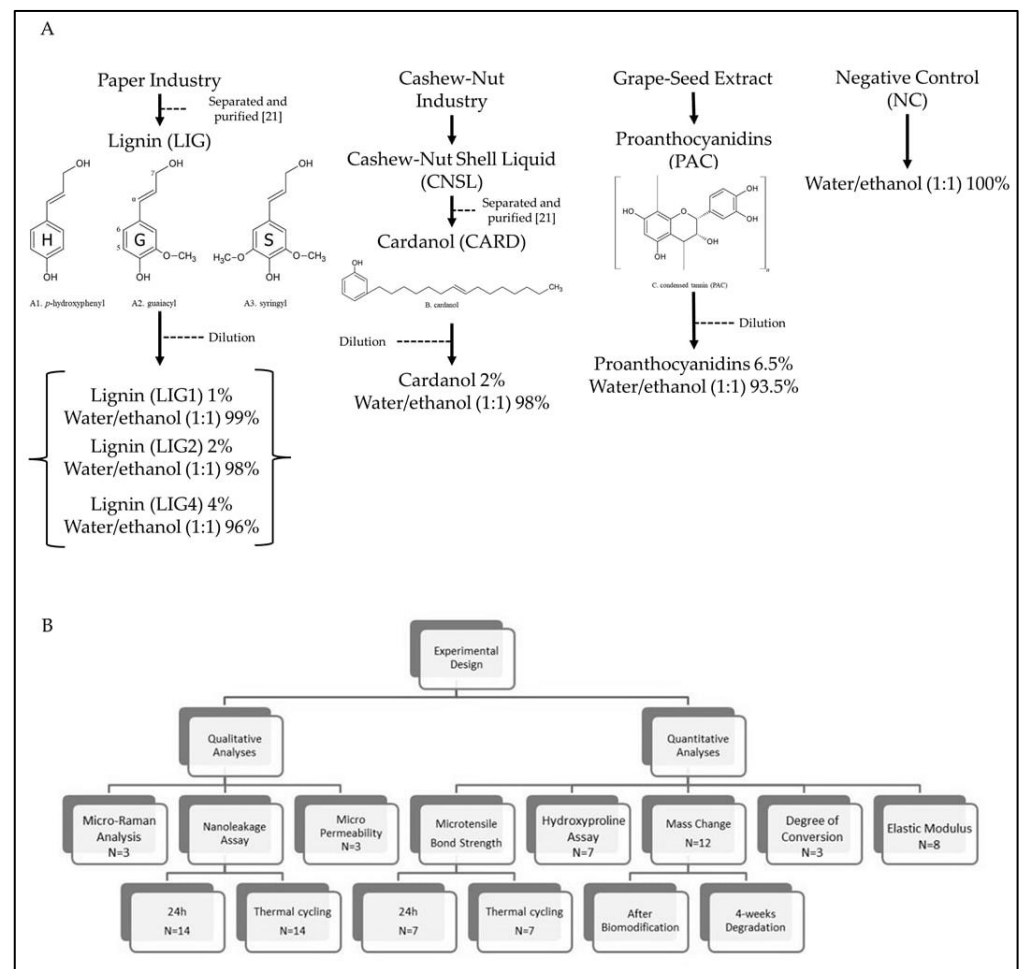 A
Paper Industry
Separated and
purified [21]
Lignin (LIG)
OH
H
OH
A1. p-hydroxyphenyl
OH
7
α
6
G
5
O—CH₃
OH
A2. guaiacyl
OH
S
H₃C—O
O—CH₃
OH
A3. syringyl
Dilution
Lignin (LIG1) 1%
Water/ethanol (1:1) 99%
Lignin (LIG2) 2%
Water/ethanol (1:1) 98%
Lignin (LIG4) 4%
Water/ethanol (1:1) 96%
Cashew-Nut
Industry
Cashew-Nut Shell Liquid
(CNSL)
Separated and
purified [21]
Cardanol (CARD)
OH
CH₃
B. cardanol
Dilution
Cardanol 2%
Water/ethanol (1:1) 98%
Grape-Seed Extract
Proanthocyanidins
(PAC)
OH
HO
O
OH
OH
OH
n
C. condensed tannin (PAC)
Dilution
Proanthocyanidins 6.5%
Water/ethanol (1:1) 93.5%
Negative Control
(NC)
Water/ethanol (1:1) 100%
B
Experimental
Design
Qualitative
Analyses
Quantitative
Analyses
Micro-Raman
Analysis
N=3
Nanoleakage
Assay
Micro
Permeability
N=3
Microtensile
Bond Strength
Hydroxyproline
Assay
N=7
Mass Change
N=12
Degree of
Conversion
N=3
Elastic Modulus
N=8
24h
N=14
Thermal cycling
N=14
24h
N=7
Thermal cycling
N=7
After
Biomodification
4-weeks
Degradation